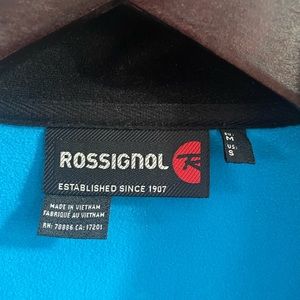 ROSSIGNOL
ESTABLISHED SINCE 1907
MADE IN VIETNAM
FABRIQUÉ AU VIETNAM
RN: 78886 CA: 17201
M
US: S